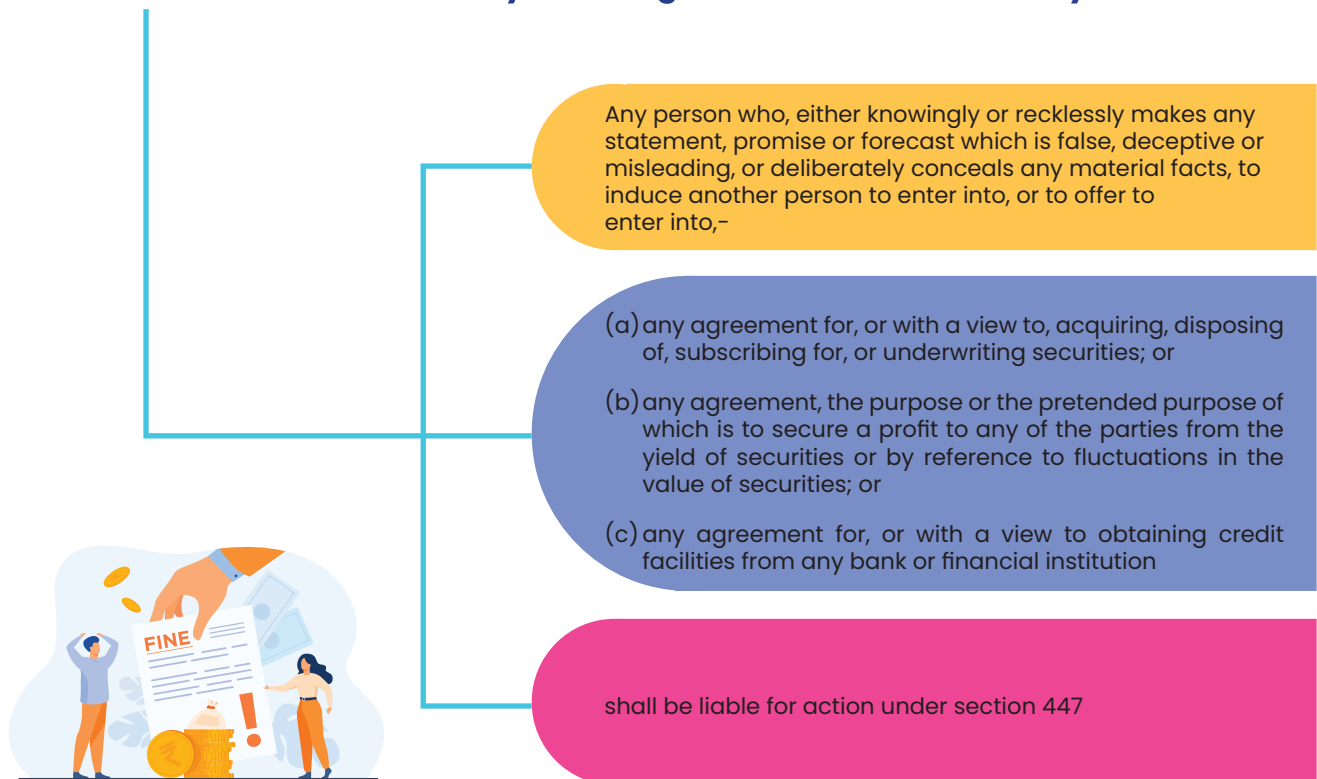 Any person who, either knowingly or recklessly makes any
statement, promise or forecast which is false, deceptive or
misleading, or deliberately conceals any material facts, to
induce another person to enter into, or to offer to
enter into,-
(a) any agreement for, or with a view to, acquiring, disposing
of, subscribing for, or underwriting securities; or
(b) any agreement, the purpose or the pretended purpose of
which is to secure a profit to any of the parties from the
yield of securities or by reference to fluctuations in the
value of securities; or
(c) any agreement for, or with a view to obtaining credit
facilities from any bank or financial institution
FINE
!
₹
shall be liable for action under section 447